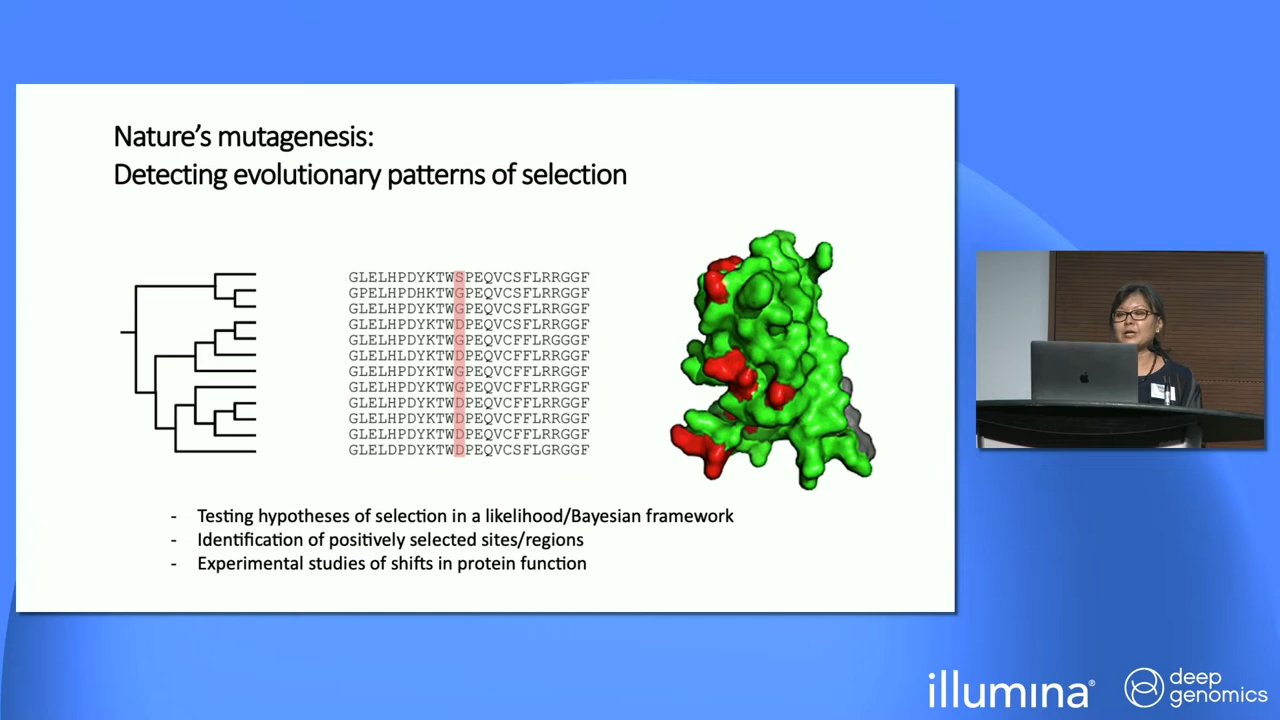 Nature's mutagenesis:
Detecting evolutionary patterns of selection
GLELHPDYKTWSPEQVCSFLRRGGF
GPELHPDHKTWGPEQVCSFLRRGGF
GLELHPDYKTWGPEQVCSFLRRGGF
GLELHPDYKTWDPEQVCFFLRRGGF
GLELHPDYKTWGPEQVCFFLRGGGF
GLELHLDYKTWDPEQVCFFLRRGGF
GLELHPDYKTWGPEQVCFFLRRGGF
GLELHPDYKTWGPEQVCFFLRRGGF
GLELHPDYKTWDPEQVCFFLRRGGF
GLELHPDYKTWDPEQVCFFLRRGGF
GLELHPDYKTWDPEQVCSFLRRGGF
GLELDPDYKTWDPEQVCSFLGRGGF
- Testing hypotheses of selection in a likelihood/Bayesian framework
- Identification of positively selected sites/regions
- Experimental studies of shifts in protein function
illumina®
deep
genomics